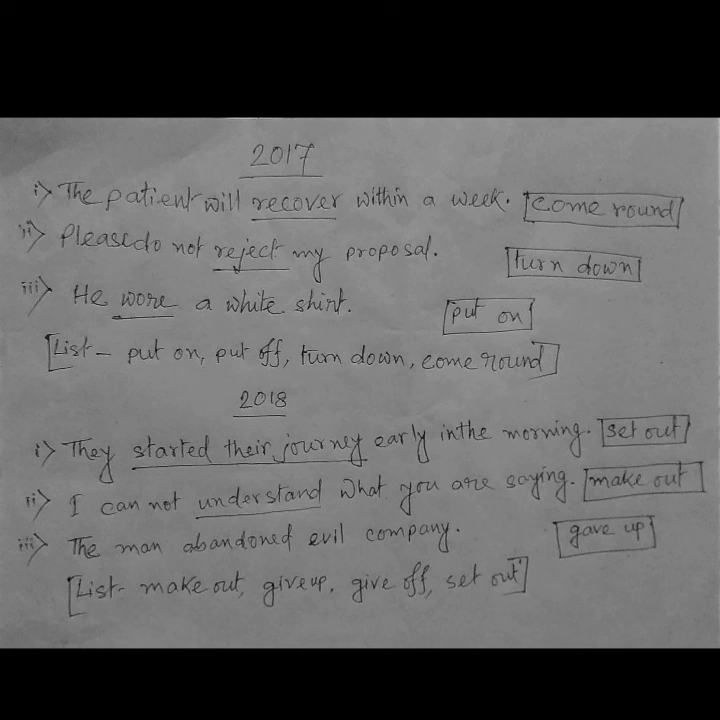 2017
i> The patient will recover within a week. [come round]
ii> Please do not reject my proposal. [turn down]
iii> He wore a white shirt. [put on]
[List - put on, put off, turn down, come round]
2018
i> They started their journey early in the morning. [set out]
ii> I can not understand what you are saying. [make out]
iii> The man abandoned evil company. [gave up]
[List - make out, give up, give off, set out]